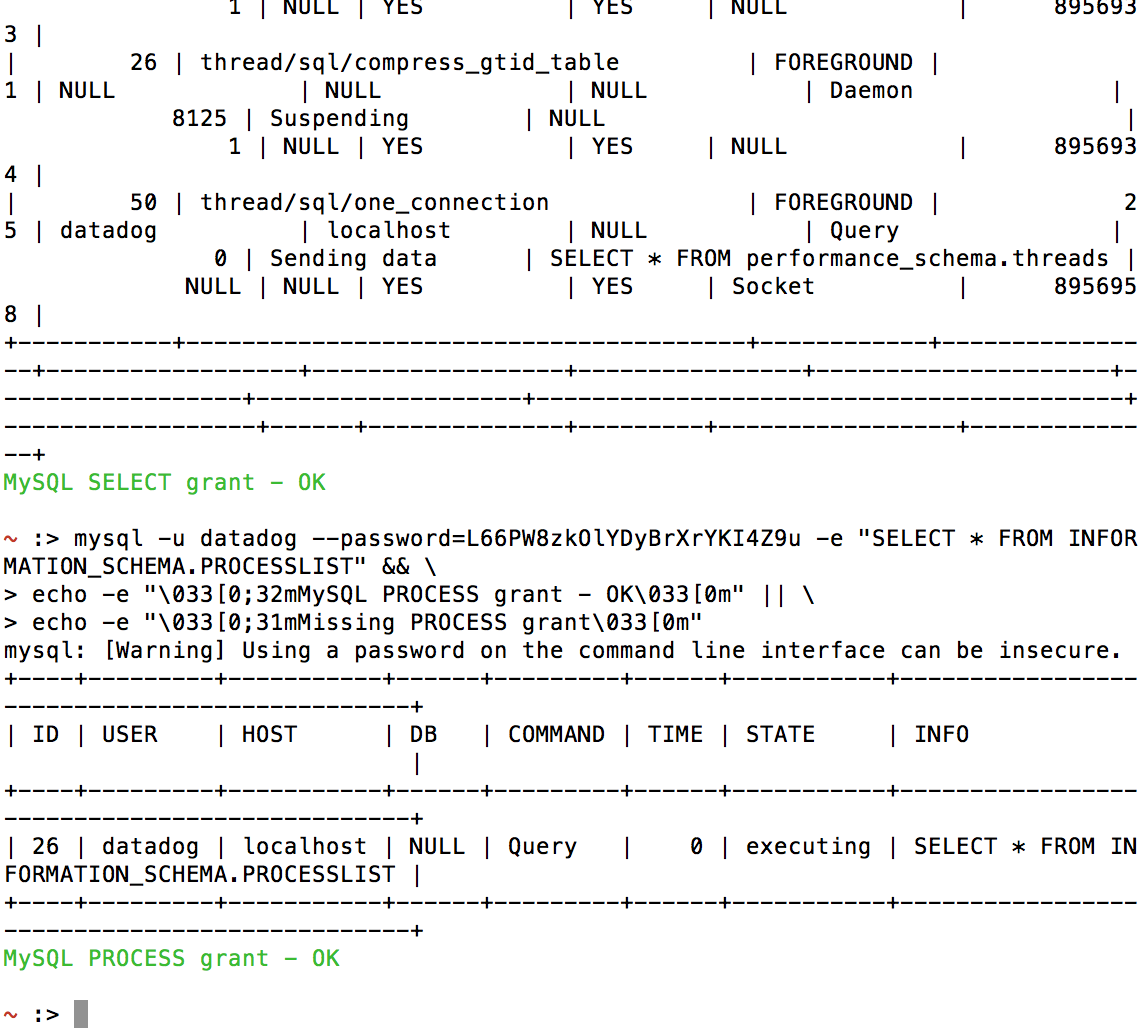 1 | NULL | YES          | YES     | NULL            |      895693
3 |
|        26 | thread/sql/compress_gtid_table         | FOREGROUND |
1 | NULL             | NULL             | NULL           | Daemon              |
            8125 | Suspending        | NULL                                     |
                1 | NULL | YES          | YES     | NULL            |      895693
4 |
|        50 | thread/sql/one_connection              | FOREGROUND |             2
5 | datadog          | localhost        | NULL           | Query               |
               0 | Sending data      | SELECT * FROM performance_schema.threads |
             NULL | NULL | YES          | YES     | Socket          |      895695
8 |
+-----------+----------------------------------------+------------+--------------
--+------------------+------------------+----------------+---------------------+-
-----------------+-------------------+------------------------------------------+
------------------+------+--------------+---------+-----------------+------------
--+
MySQL SELECT grant - OK
~ :> mysql -u datadog --password=L66PW8zkOlYDyBrXrYKI4Z9u -e "SELECT * FROM INFOR
MATION_SCHEMA.PROCESSLIST" && \
> echo -e "\033[0;32mMySQL PROCESS grant - OK\033[0m" || \
> echo -e "\033[0;31mMissing PROCESS grant\033[0m"
mysql: [Warning] Using a password on the command line interface can be insecure.
+----+---------+-----------+------+---------+------+-----------+-----------------
-----------------------------+
| ID | USER    | HOST      | DB   | COMMAND | TIME | STATE     | INFO
                             |
+----+---------+-----------+------+---------+------+-----------+-----------------
-----------------------------+
| 26 | datadog | localhost | NULL | Query   |    0 | executing | SELECT * FROM IN
FORMATION_SCHEMA.PROCESSLIST |
+----+---------+-----------+------+---------+------+-----------+-----------------
-----------------------------+
MySQL PROCESS grant - OK
~ :>